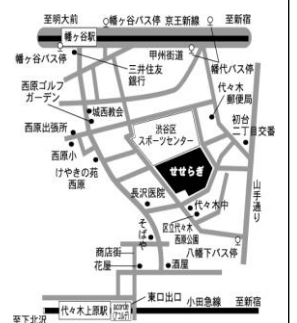 至明大前
幡ヶ谷バス停
京王新線
至新宿
幡ヶ谷駅
甲州街道
三井住友
銀行
幡代バス停
西原ゴルフ
ガーデン
代々木
郵便局
城西教会
渋谷区
スポーツセンター
初台
二丁目交番
西原出張所
西原小
せせらぎ
けやきの苑
西原
山手通り
長沢医院
代々木中
区立代々木
西原公園
そばや
八幡下バス停
商店街
花屋
酒屋
東口出口
代々木上原駅
acorde
(アコルデ)
小田急線
至新宿
至下北沢